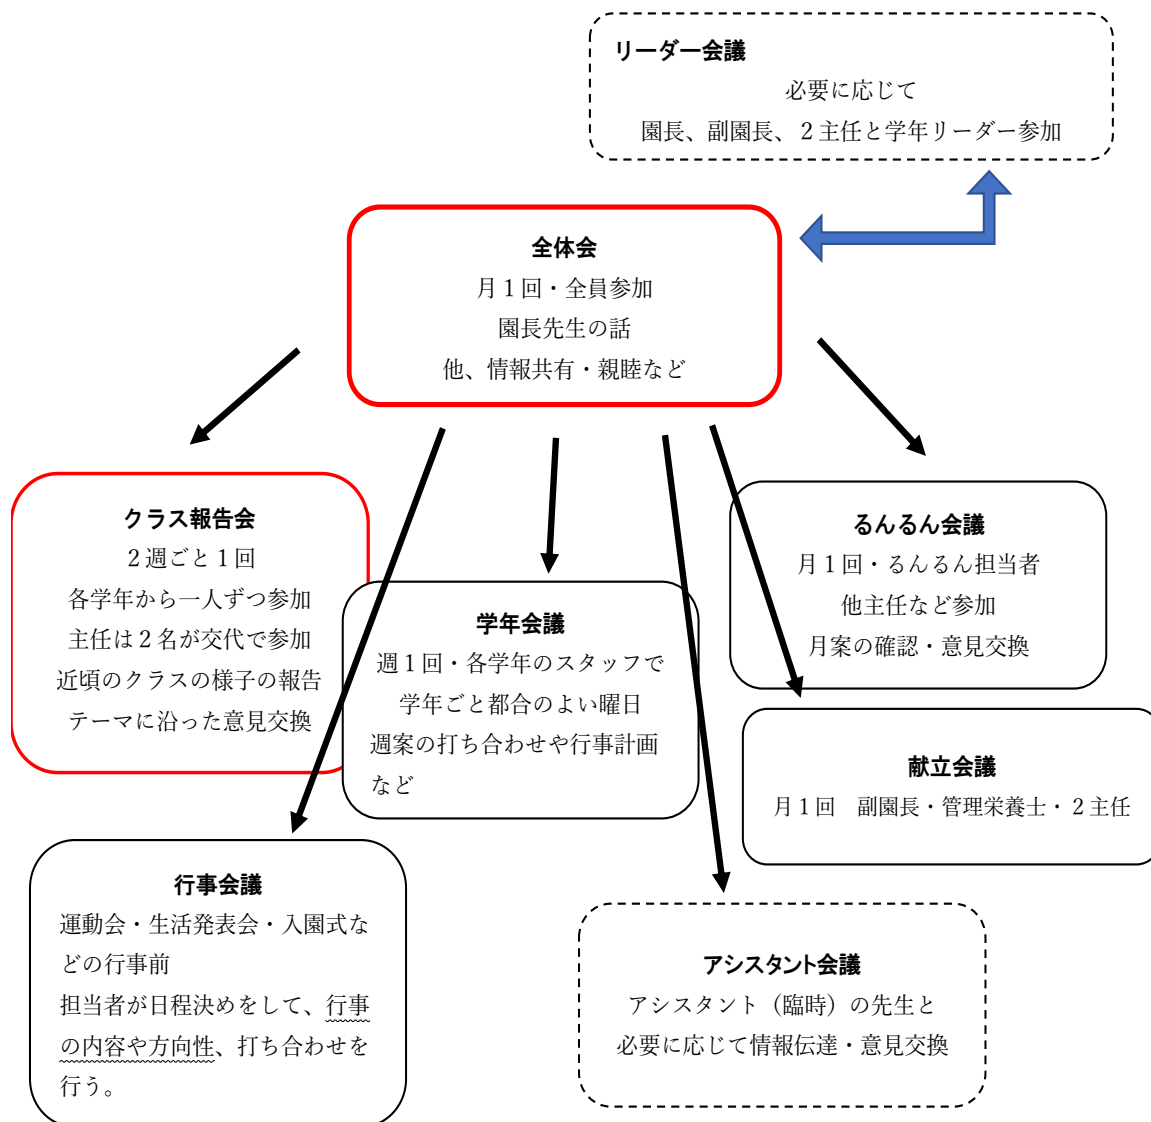 リーダー会議
必要に応じて
園長、副園長、２主任と学年リーダー参加
全体会
月１回・全員参加
園長先生の話
他、情報共有・親睦など
クラス報告会
２週ごと１回
各学年から一人ずつ参加
主任は２名が交代で参加
近頃のクラスの様子の報告
テーマに沿った意見交換
学年会議
週１回・各学年のスタッフで
学年ごと都合のよい曜日
週案の打ち合わせや行事計画
など
るんるん会議
月１回・るんるん担当者
他主任など参加
月案の確認・意見交換
献立会議
月１回　副園長・管理栄養士・２主任
行事会議
運動会・生活発表会・入園式な
どの行事前
担当者が日程決めをして、行事
の内容や方向性、打ち合わせを
行う。
アシスタント会議
アシスタント（臨時）の先生と
必要に応じて情報伝達・意見交換